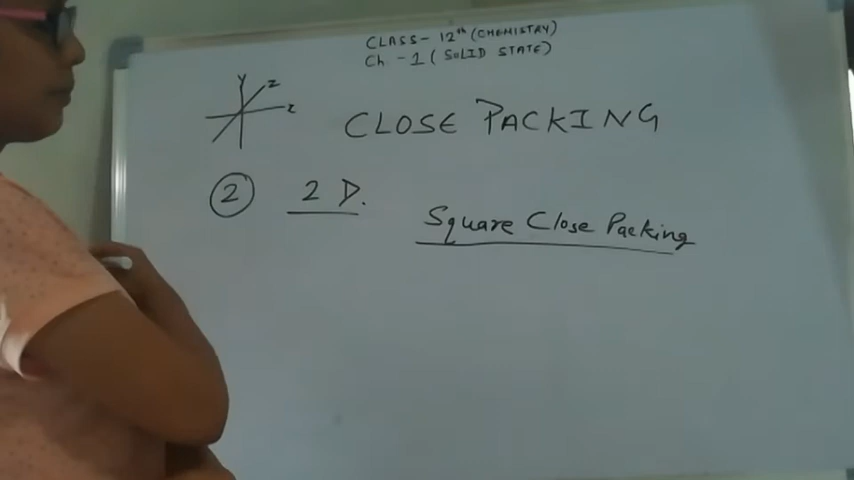 CLASS- 12th (CHEMISTRY)
Ch - 1 ( SOLID STATE)
Y
z
x
CLOSE PACKING
2 2 D.
Square Close Packing